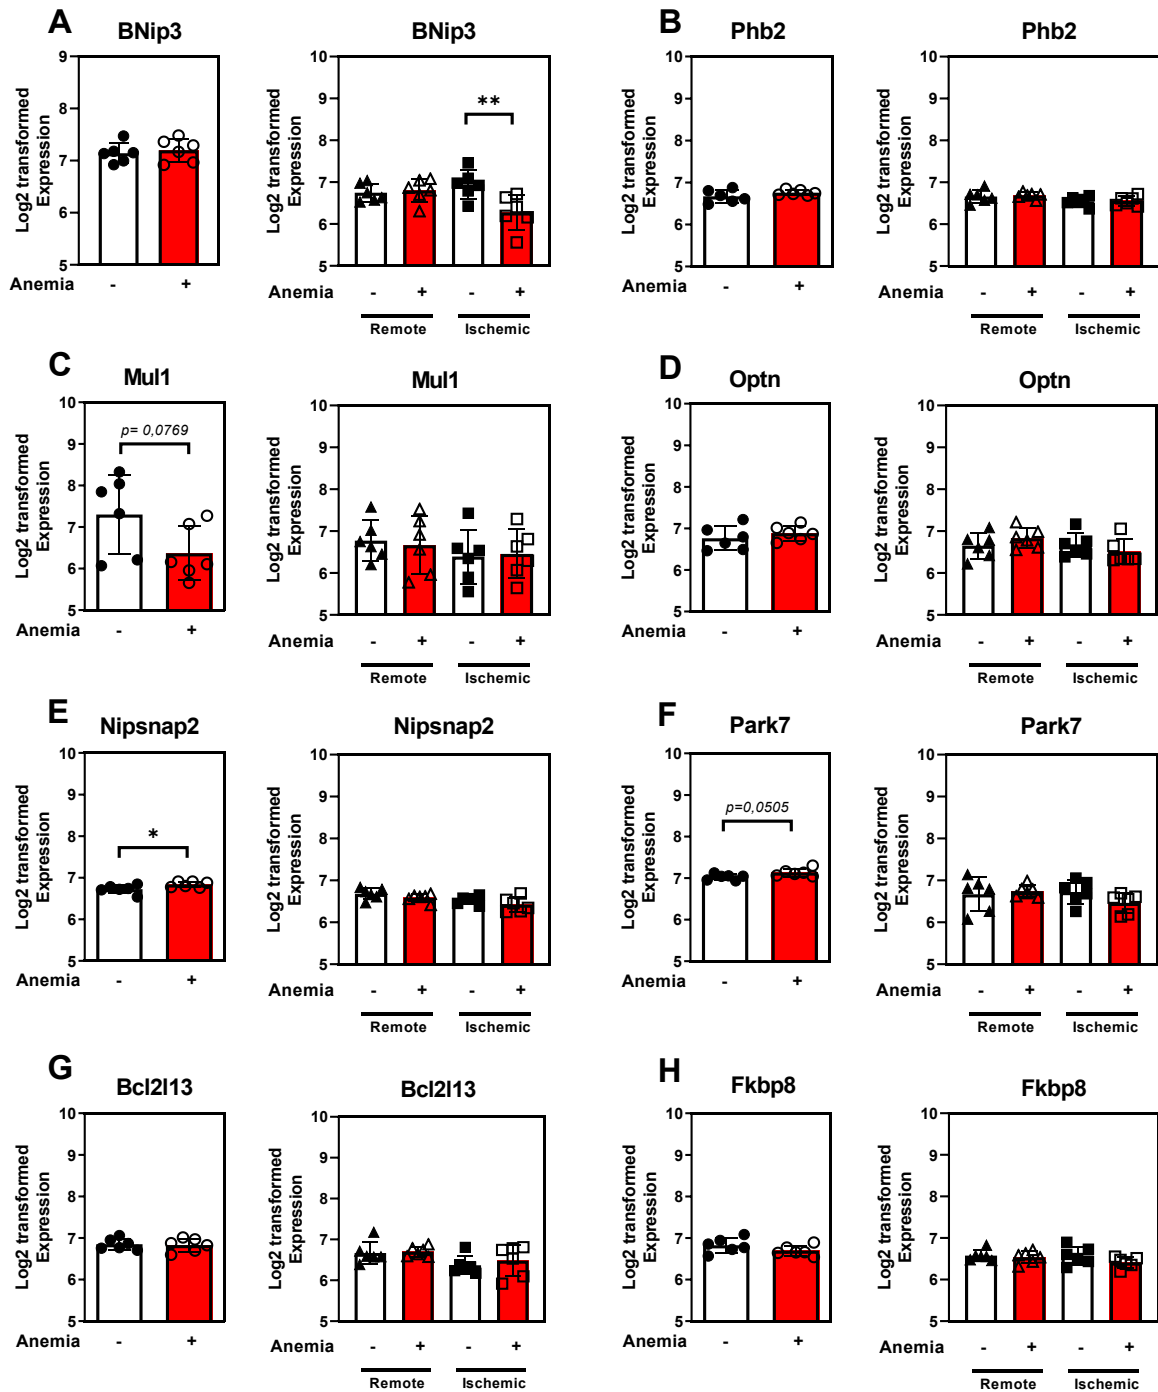 A
BNip3
Log2 transformed
Expression
9
8
7
6
5
Anemia - +
BNip3
Log2 transformed
Expression
10
9
8
7
6
5
**
Anemia - + - +
Remote Ischemic
B
Phb2
Log2 transformed
Expression
10
9
8
7
6
5
Anemia - +
Phb2
Log2 transformed
Expression
10
9
8
7
6
5
Anemia - + - +
Remote Ischemic
C
Mul1
Log2 transformed
Expression
10
9
8
7
6
5
p= 0,0769
Anemia - +
Mul1
Log2 transformed
Expression
10
9
8
7
6
5
Anemia - + - +
Remote Ischemic
D
Optn
Log2 transformed
Expression
10
9
8
7
6
5
Anemia - +
Optn
Log2 transformed
Expression
10
9
8
7
6
5
Anemia - + - +
Remote Ischemic
E
Nipsnap2
Log2 transformed
Expression
10
9
8
7
6
5
*
Anemia - +
Nipsnap2
Log2 transformed
Expression
10
9
8
7
6
5
Anemia - + - +
Remote Ischemic
F
Park7
Log2 transformed
Expression
10
9
8
7
6
5
p=0,0505
Anemia - +
Park7
Log2 transformed
Expression
10
9
8
7
6
5
Anemia - + - +
Remote Ischemic
G
Bcl2l13
Log2 transformed
Expression
10
9
8
7
6
5
Anemia - +
Bcl2l13
Log2 transformed
Expression
10
9
8
7
6
5
Anemia - + - +
Remote Ischemic
H
Fkbp8
Log2 transformed
Expression
10
9
8
7
6
5
Anemia - +
Fkbp8
Log2 transformed
Expression
10
9
8
7
6
5
Anemia - + - +
Remote Ischemic